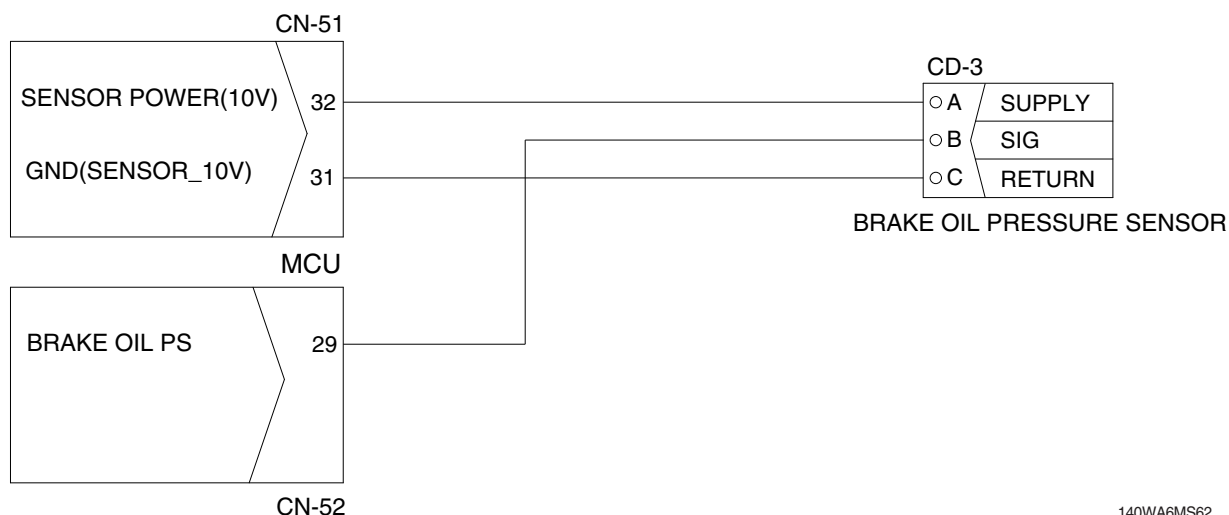 CN-51
SENSOR POWER(10V) 32
GND(SENSOR_10V) 31
MCU
BRAKE OIL PS 29
CN-52
CD-3
A SUPPLY
B SIG
C RETURN
BRAKE OIL PRESSURE SENSOR
140WA6MS62